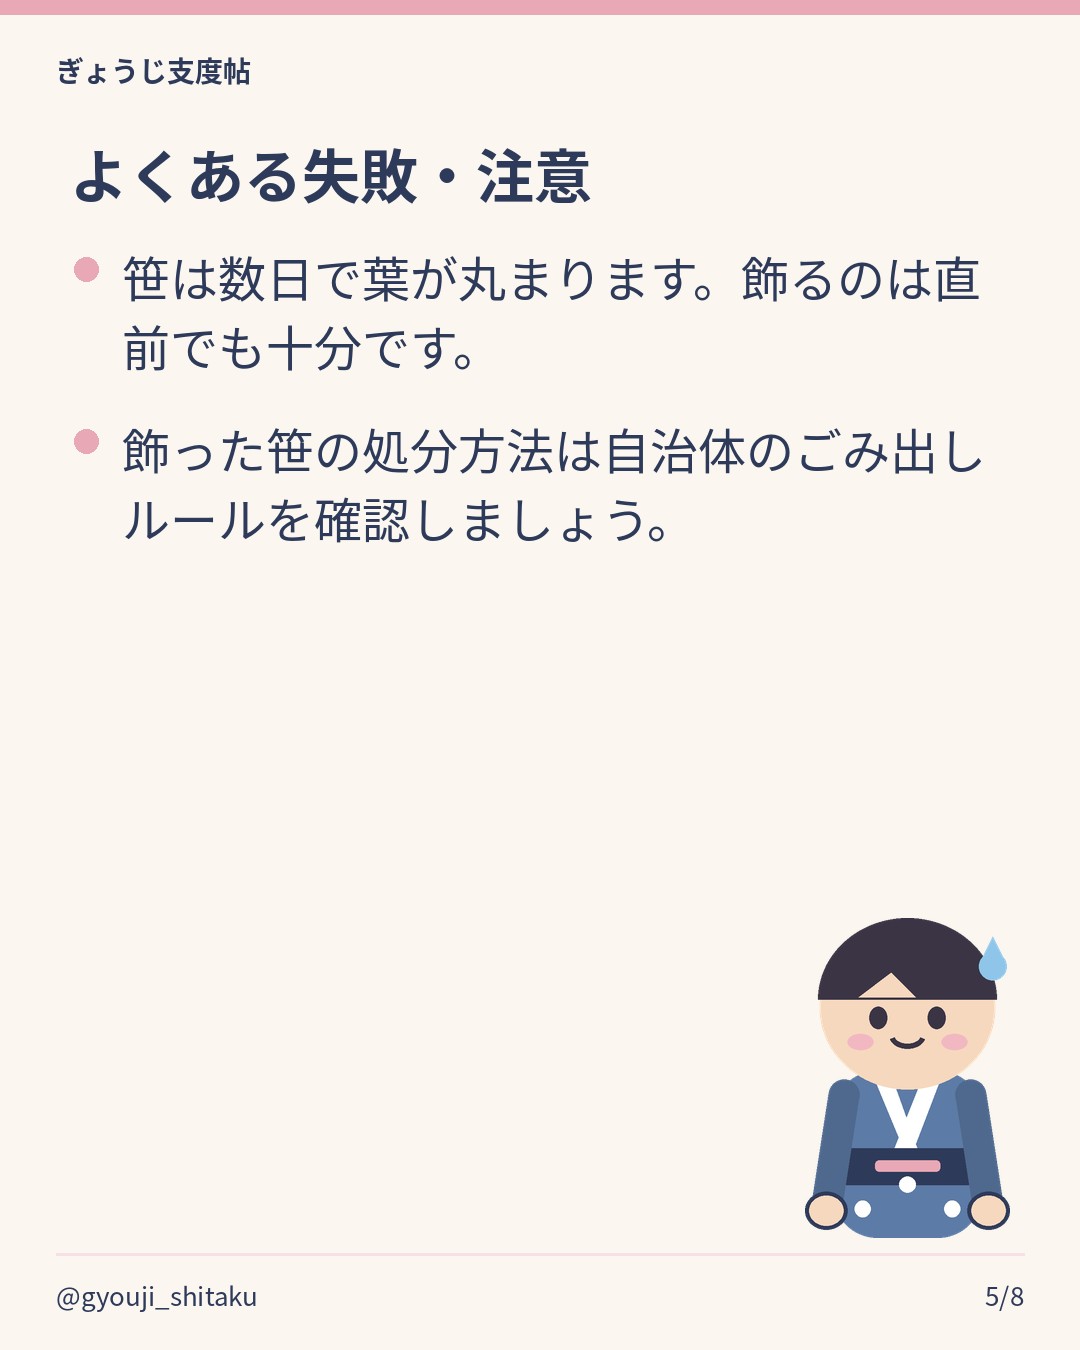 ぎょうじ支度帖
よくある失敗・注意
笹は数日で葉が丸まります。飾るのは直
前でも十分です。
飾った笹の処分方法は自治体のごみ出し
ルールを確認しましょう。
@gyouji_shitaku
5/8